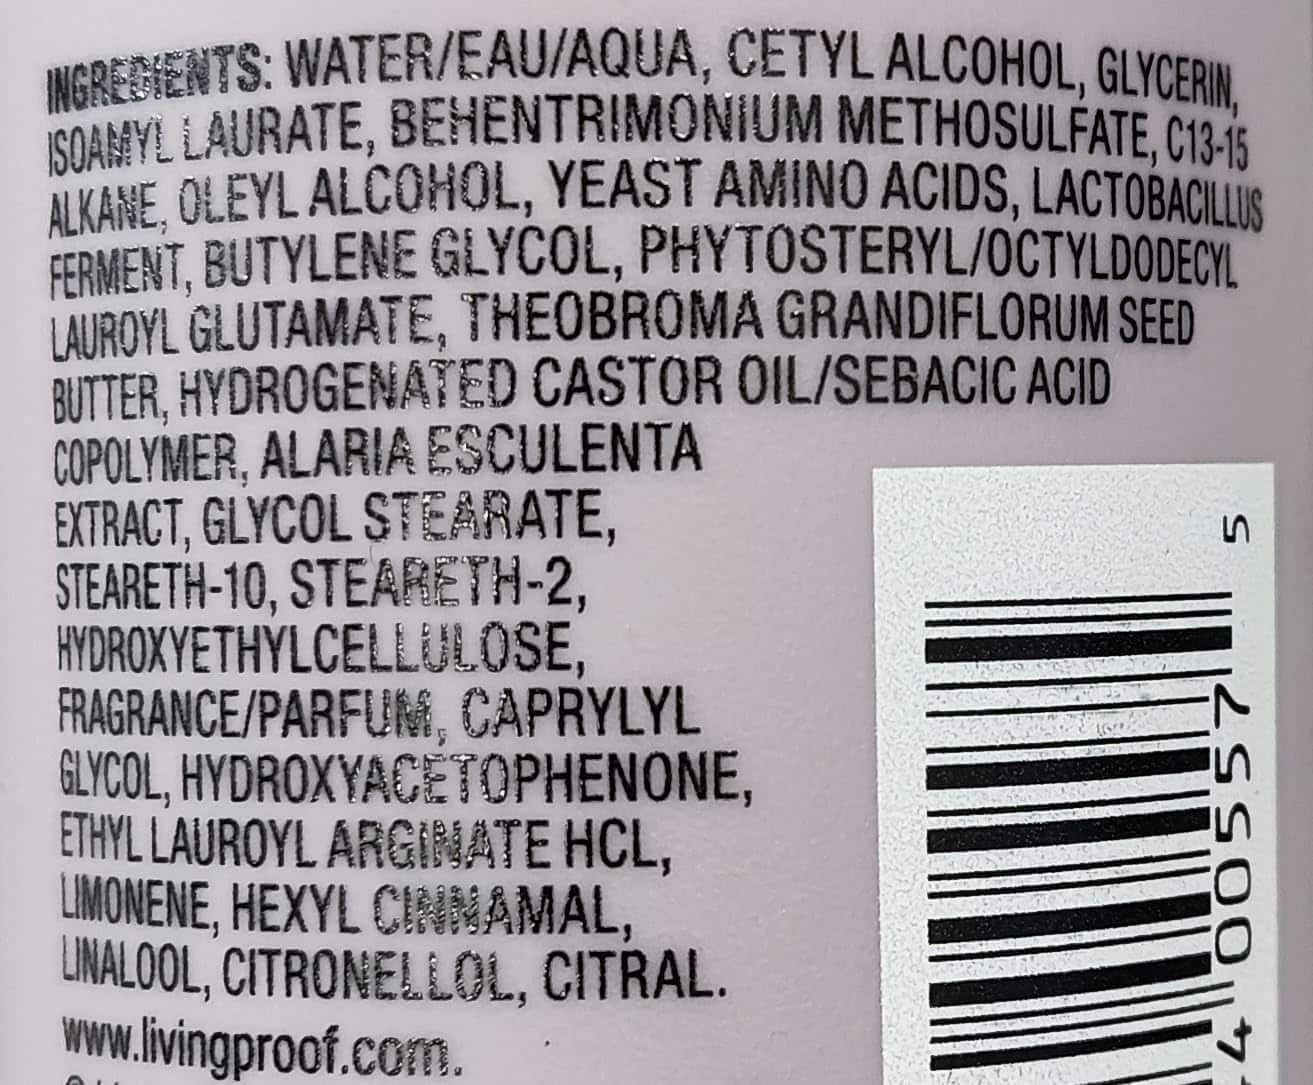 INGREDIENTS: WATER/EAU/AQUA, CETYL ALCOHOL, GLYCERIN,
ISOAMYL LAURATE, BEHENTRIMONIUM METHOSULFATE, C13-15
ALKANE, OLEYL ALCOHOL, YEAST AMINO ACIDS, LACTOBACILLUS
FERMENT, BUTYLENE GLYCOL, PHYTOSTERYL/OCTYLDODECYL
LAUROYL GLUTAMATE, THEOBROMA GRANDIFLORUM SEED
BUTTER, HYDROGENATED CASTOR OIL/SEBACIC ACID
COPOLYMER, ALARIA ESCULENTA
EXTRACT, GLYCOL STEARATE,
STEARETH-10, STEARETH-2,
HYDROXYETHYLCELLULOSE,
FRAGRANCE/PARFUM, CAPRYLYL
GLYCOL, HYDROXYACETOPHENONE,
ETHYL LAUROYL ARGINATE HCL,
LIMONENE, HEXYL CINNAMAL,
LINALOOL, CITRONELLOL, CITRAL.
www.livingproof.com.
4 00557 5